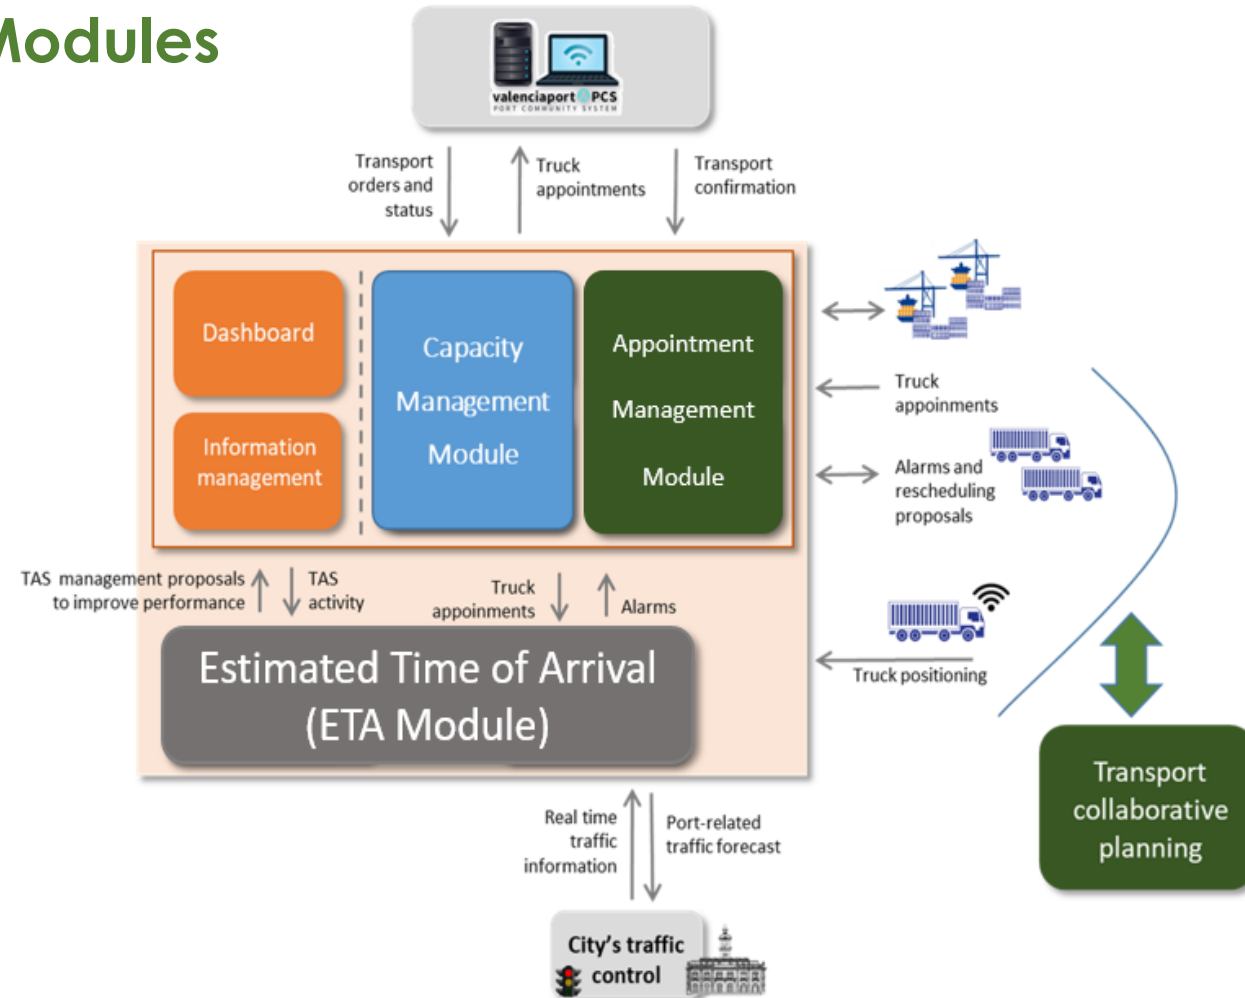 Modules
valenciaport PCS
PORT COMMUNITY SYSTEM
Transport
orders and
status
Truck
appointments
Transport
confirmation
Dashboard
Information
management
Capacity
Management
Module
Appointment
Management
Module
Truck
appoinments
Alarms and
rescheduling
proposals
TAS management proposals
to improve performance
TAS
activity
Truck
appoinments
Alarms
Estimated Time of Arrival
(ETA Module)
Truck positioning
Transport
collaborative
planning
Real time
traffic
information
Port-related
traffic forecast
City's traffic
control